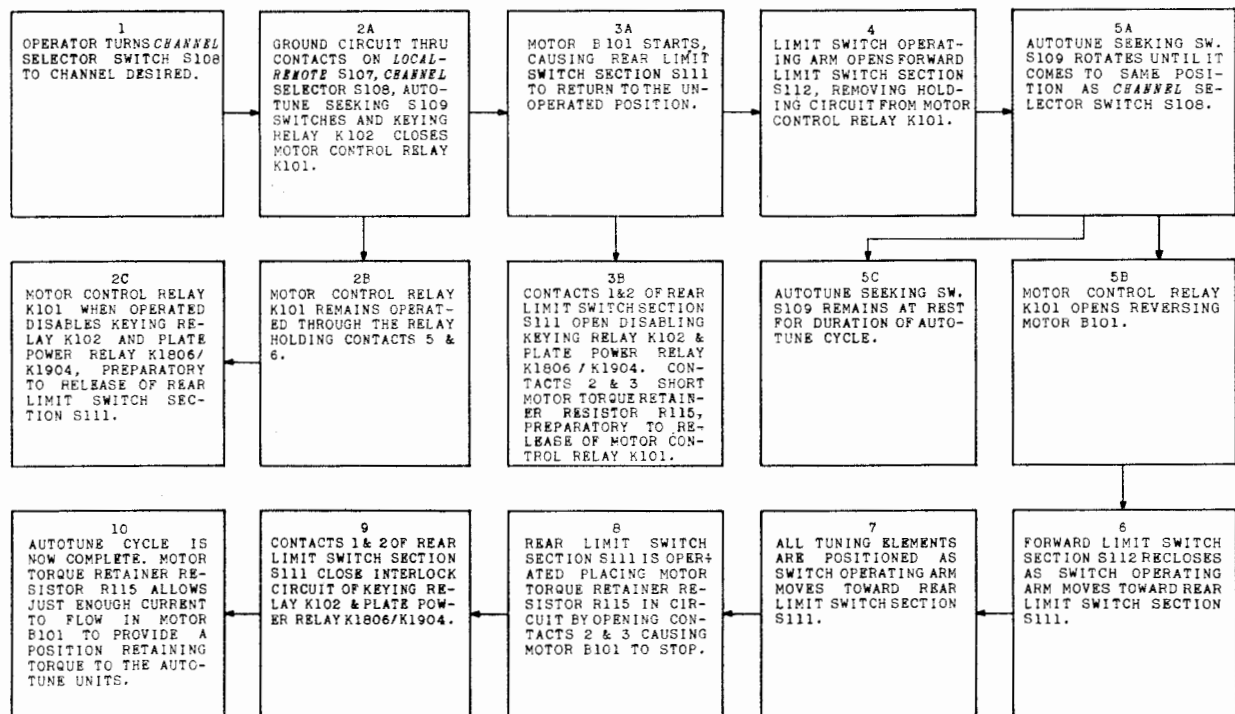 1
OPERATOR TURNS CHANNEL
SELECTOR SWITCH S108
TO CHANNEL DESIRED.
2A
GROUND CIRCUIT THRU
CONTACTS ON LOCAL-
REMOTE S107, CHANNEL
SELECTOR S108, AUTO-
TUNE SEEKING S109
SWITCHES AND KEYING
RELAY K102 CLOSES
MOTOR CONTROL RELAY
K101.
3A
MOTOR B101 STARTS,
CAUSING REAR LIMIT
SWITCH SECTION S111
TO RETURN TO THE UN-
OPERATED POSITION.
4
LIMIT SWITCH OPERAT-
ING ARM OPENS FORWARD
LIMIT SWITCH SECTION
S112, REMOVING HOLD-
ING CIRCUIT FROM MOTOR
CONTROL RELAY K101.
5A
AUTOTUNE SEEKING SW.
S109 ROTATES UNTIL IT
COMES TO SAME POSI-
TION AS CHANNEL SE-
LECTOR SWITCH S108.
2C
MOTOR CONTROL RELAY
K101 WHEN OPERATED
DISABLES KEYING RE-
LAY K102 AND PLATE
POWER RELAY K1806/
K1904, PREPARATORY
TO RELEASE OF REAR
LIMIT SWITCH SEC-
TION S111.
2B
MOTOR CONTROL RELAY
K101 REMAINS OPERAT-
ED THROUGH THE RELAY
HOLDING CONTACTS 5 &
6.
3B
CONTACTS 1&2 OF REAR
LIMIT SWITCH SECTION
S111 OPEN DISABLING
KEYING RELAY K102 &
PLATE POWER RELAY
K1806 / K1904. CON-
TACTS 2 & 3 SHORT
MOTOR TORQUE RETAIN-
ER RESISTOR R115,
PREPARATORY TO RE-
LEASE OF MOTOR CON-
TROL RELAY K101.
5C
AUTOTUNE SEEKING SW.
S109 REMAINS AT REST
FOR DURATION OF AUTO-
TUNE CYCLE.
5B
MOTOR CONTROL RELAY
K101 OPENS REVERSING
MOTOR B101.
10
AUTOTUNE CYCLE IS
NOW COMPLETE. MOTOR
TORQUE RETAINER RE-
SISTOR R115 ALLOWS
JUST ENOUGH CURRENT
TO FLOW IN MOTOR
B101 TO PROVIDE A
POSITION RETAINING
TORQUE TO THE AUTO-
TUNE UNITS.
9
CONTACTS 1 & 2 OF REAR
LIMIT SWITCH SECTION
S111 CLOSE INTERLOCK
CIRCUIT OF KEYING RE-
LAY K102 & PLATE POW-
ER RELAY K1806/K1904.
8
REAR LIMIT SWITCH
SECTION S111 IS OPER-
ATED PLACING MOTOR
TORQUE RETAINER RE-
SISTOR R115 IN CIR-
CUIT BY OPENING CON-
TACTS 2 & 3 CAUSING
MOTOR B101 TO STOP.
7
ALL TUNING ELEMENTS
ARE POSITIONED AS
SWITCH OPERATING ARM
MOVES TOWARD REAR
LIMIT SWITCH SECTION
S111.
6
FORWARD LIMIT SWITCH
SECTION S112 RECLOSES
AS SWITCH OPERATING
ARM MOVES TOWARD REAR
LIMIT SWITCH SECTION
S111.